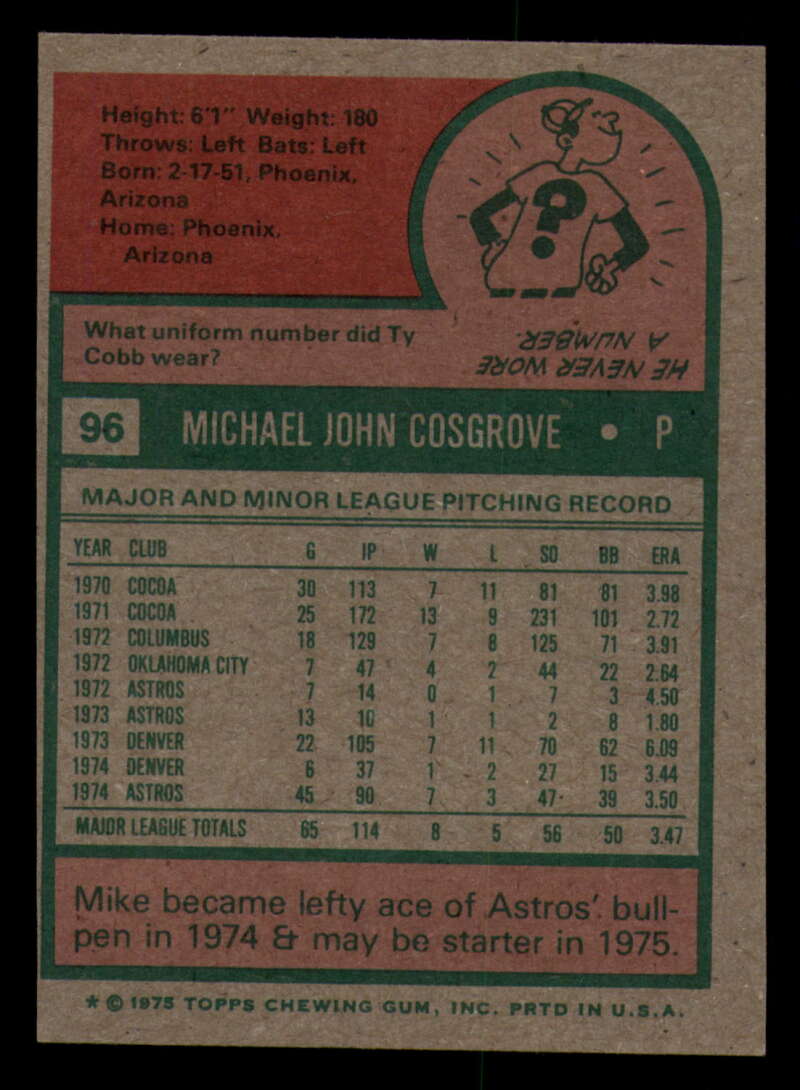 Height: 6'1" Weight: 180
Throws: Left Bats: Left
Born: 2-17-51, Phoenix,
Arizona
Home: Phoenix,
Arizona
?
What uniform number did Ty
Cobb wear?
HE NEVER WORE
A NUMBER.
96 MICHAEL JOHN COSGROVE • P
MAJOR AND MINOR LEAGUE PITCHING RECORD
YEAR CLUB G IP W L SO BB ERA
1970 COCOA 30 113 7 11 81 81 3.98
1971 COCOA 25 172 13 9 231 101 2.72
1972 COLUMBUS 18 129 7 8 125 71 3.91
1972 OKLAHOMA CITY 7 47 4 2 44 22 2.64
1972 ASTROS 7 14 0 1 7 3 4.50
1973 ASTROS 13 10 1 1 2 8 1.80
1973 DENVER 22 105 7 11 70 62 6.09
1974 DENVER 6 37 1 2 27 15 3.44
1974 ASTROS 45 90 7 3 47 39 3.50
MAJOR LEAGUE TOTALS 65 114 8 5 56 50 3.47
Mike became lefty ace of Astros' bull-
pen in 1974 & may be starter in 1975.
* © 1975 TOPPS CHEWING GUM, INC. PRTD IN U.S.A.